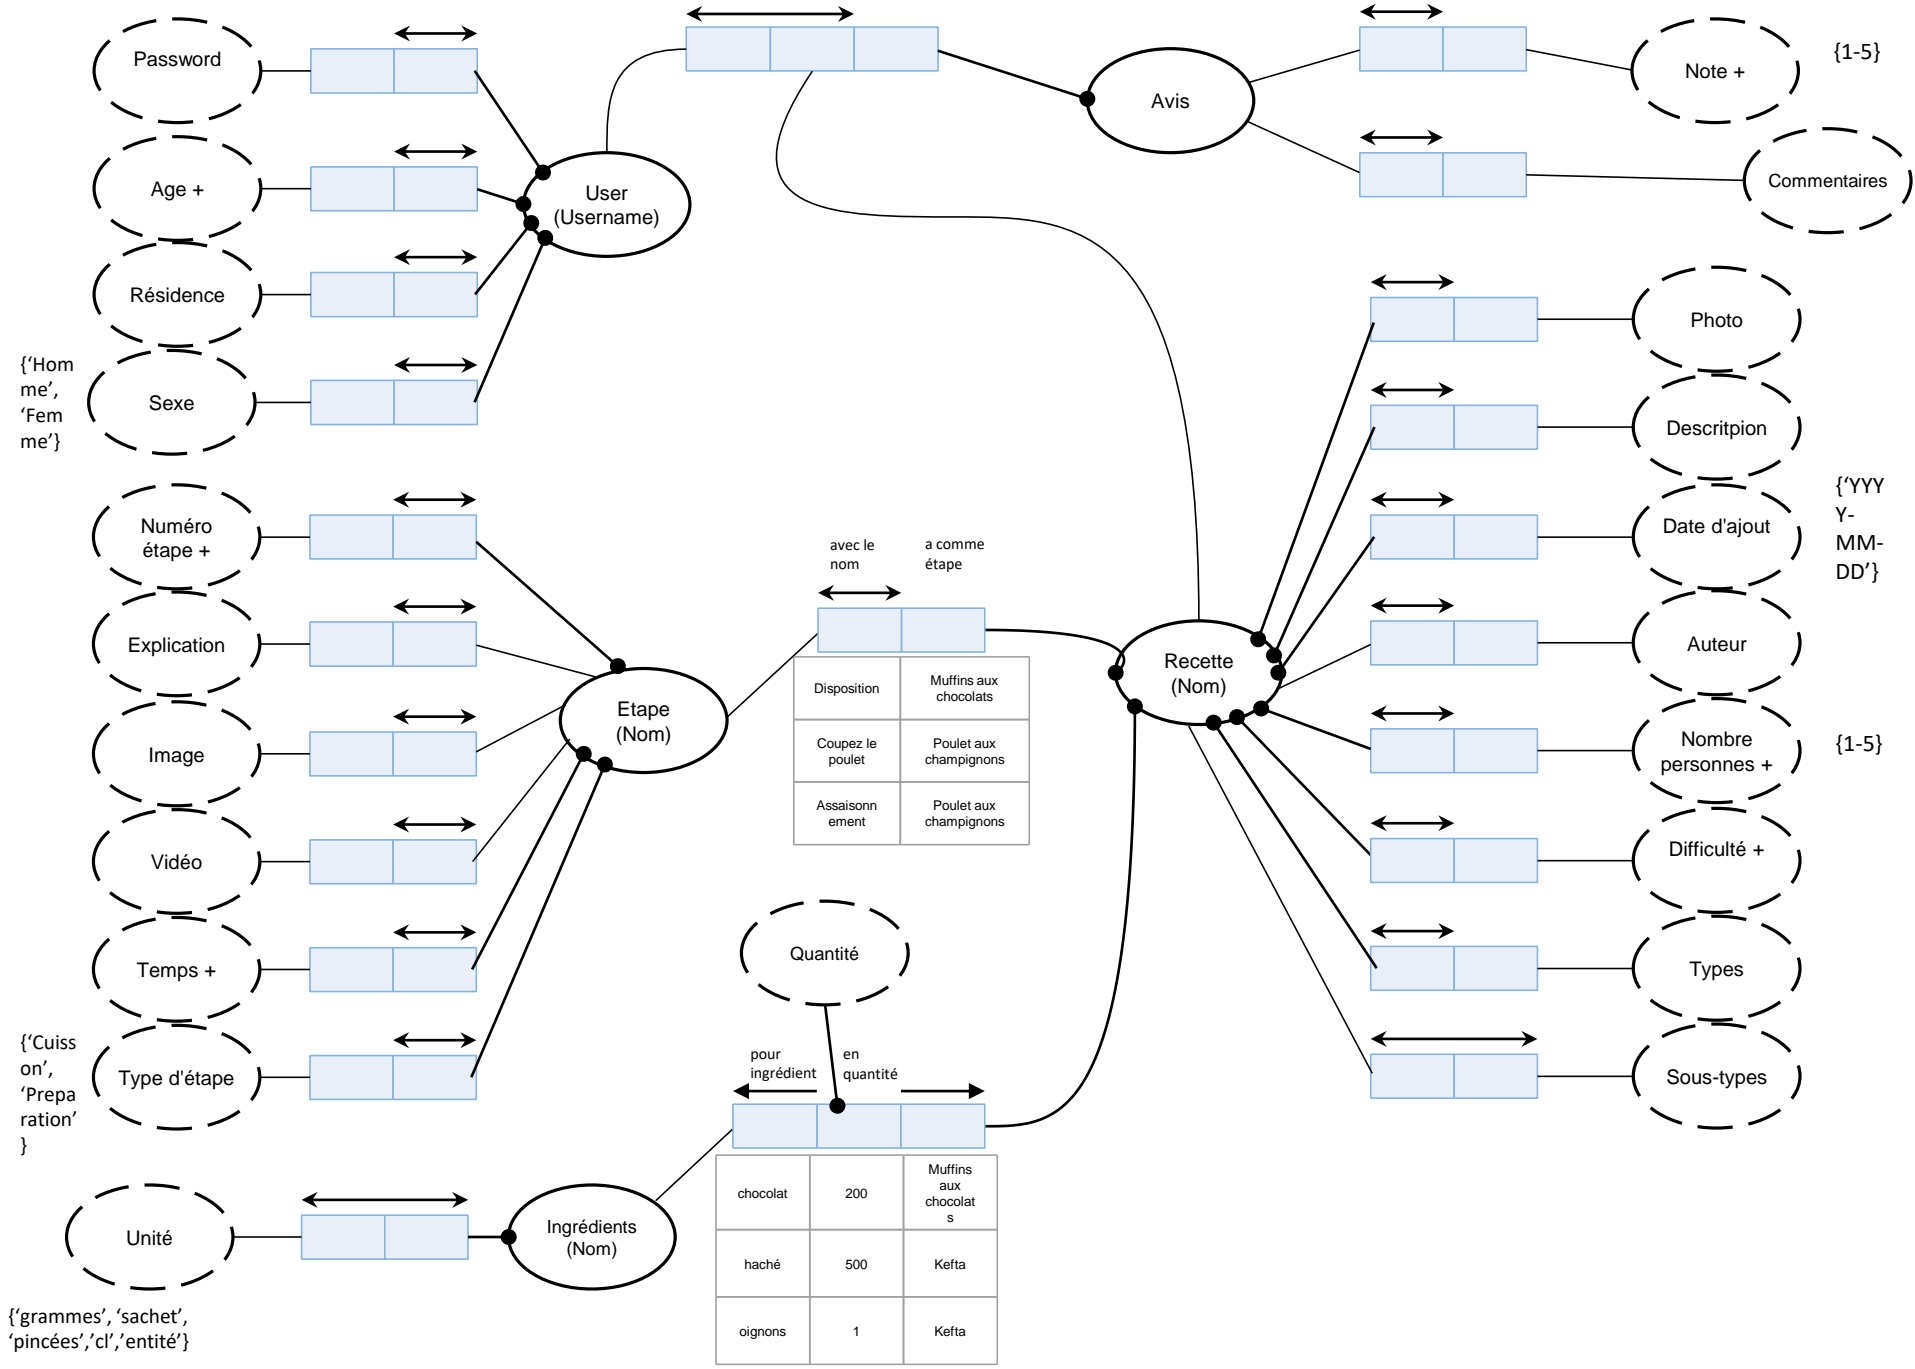 Password
{1-5}
Note +
Avis
Age +
User
(Username)
Commentaires
Résidence
Photo
{‘Hom
me’,
‘Fem
me’}
Sexe
Descritpion
{‘YYY
Y-
MM-
DD’}
Numéro
étape +
Date d'ajout
avec le
nom
a comme
étape
Explication
Recette
(Nom)
Auteur
Disposition
Muffins aux
chocolats
Etape
(Nom)
Coupez le
poulet
Poulet aux
champignons
Image
Nombre
personnes +
{1-5}
Assaisonn
ement
Poulet aux
champignons
Vidéo
Difficulté +
Quantité
Temps +
Types
{‘Cuiss
on’,
‘Prepa
ration’
}
Type d'étape
pour
ingrédient
en
quantité
Sous-types
chocolat
200
Muffins
aux
chocolat
s
Unité
Ingrédients
(Nom)
haché
500
Kefta
{‘grammes’, ‘sachet’,
‘pincées’,’cl’,’entité’}
oignons
1
Kefta